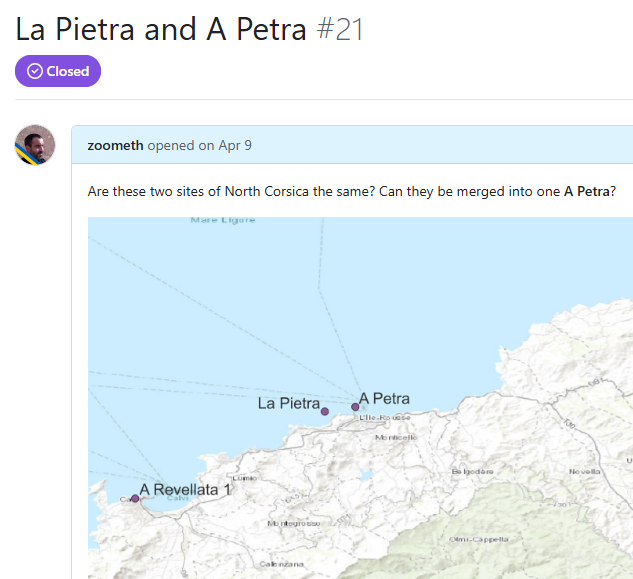 La Pietra and A Petra #21
Closed
zoometh opened on Apr 9
Are these two sites of North Corsica the same? Can they be merged into one A Petra?
Mare Ligure
La Pietra
A Petra
L'Île-Rousse
Monticello
Belgodère
Novella
A Revellata 1
Lumio
Calvi
Montegrosso
Olmi-Cappella
Calenzana